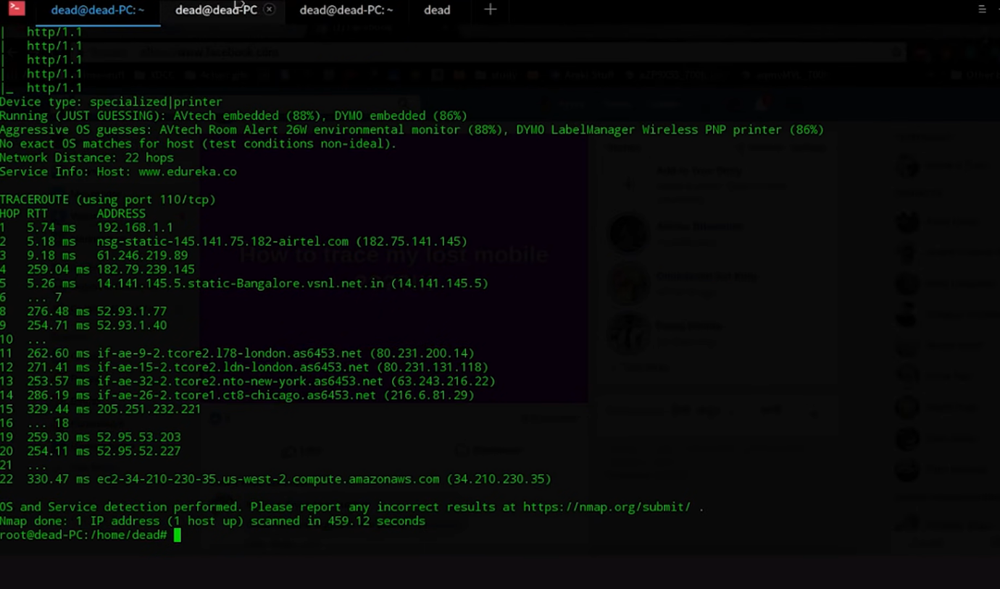 dead@dead-PC: ~ dead@dead-PC dead@dead-PC: ~ dead
| http/1.1
| http/1.1
| http/1.1
| http/1.1
|_ http/1.1
Device type: specialized|printer
Running (JUST GUESSING): AVtech embedded (88%), DYMO embedded (86%)
Aggressive OS guesses: AVtech Room Alert 26W environmental monitor (88%), DYMO LabelManager Wireless PNP printer (86%)
No exact OS matches for host (test conditions non-ideal).
Network Distance: 22 hops
Service Info: Host: www.edureka.co
TRACEROUTE (using port 110/tcp)
HOP RTT ADDRESS
1 5.74 ms 192.168.1.1
2 5.18 ms nsg-static-145.141.75.182-airtel.com (182.75.141.145)
3 9.18 ms 61.246.219.89
How to trace my lost mobile
4 259.04 ms 182.79.239.145
5 5.26 ms 14.141.145.5.static-Bangalore.vsnl.net.in (14.141.145.5)
6 ... 7
8 276.48 ms 52.93.1.77
9 254.71 ms 52.93.1.40
10 ...
11 262.60 ms if-ae-9-2.tcore2.l78-london.as6453.net (80.231.200.14)
12 271.41 ms if-ae-15-2.tcore2.ldn-london.as6453.net (80.231.131.118)
13 253.57 ms if-ae-32-2.tcore2.nto-new-york.as6453.net (63.243.216.22)
14 286.19 ms if-ae-26-2.tcore1.ct8-chicago.as6453.net (216.6.81.29)
15 329.44 ms 205.251.232.221
16 ... 18
19 259.30 ms 52.95.53.203
20 254.11 ms 52.95.52.227
21 ...
22 330.47 ms ec2-34-210-230-35.us-west-2.compute.amazonaws.com (34.210.230.35)
OS and Service detection performed. Please report any incorrect results at https://nmap.org/submit/ .
Nmap done: 1 IP address (1 host up) scanned in 459.12 seconds
root@dead-PC:/home/dead#